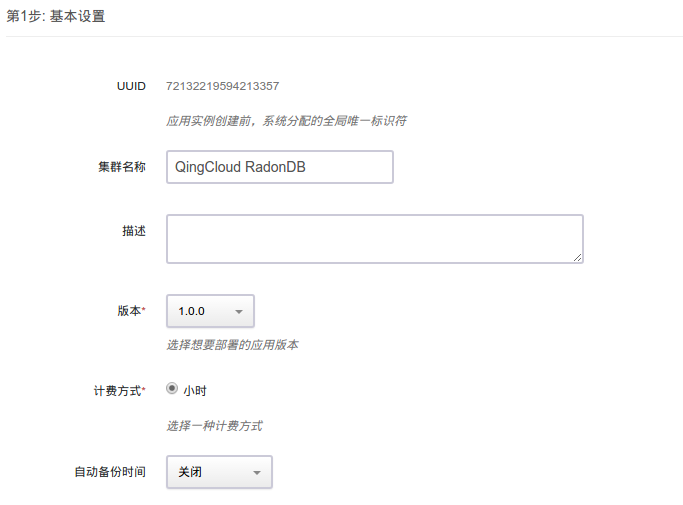 第1步: 基本设置
UUID 72132219594213357
应用实例创建前，系统分配的全局唯一标识符
集群名称 QingCloud RadonDB
描述
版本* 1.0.0
选择想要部署的应用版本
计费方式* 小时
选择一种计费方式
自动备份时间 关闭